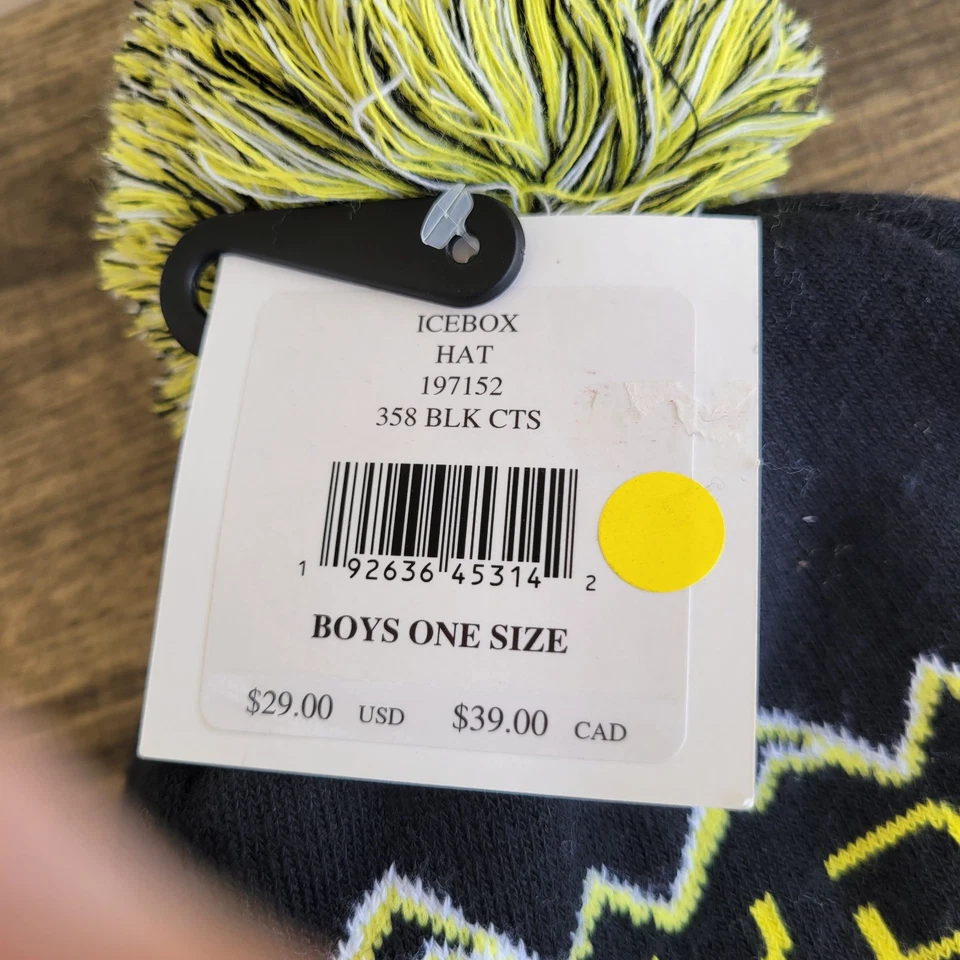 ICEBOX
HAT
197152
358 BLK CTS
1 92636 45314 2
BOYS ONE SIZE
$29.00 USD $39.00 CAD